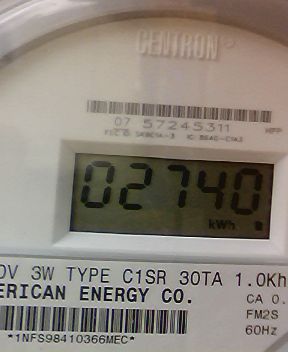 CENTRON®
07 57245311
02740
kWh
0V 3W TYPE C1SR 30TA 1.0Kh
ERICAN ENERGY CO.
CA 0.
FM2S
60Hz
*1NFS98410366MEC*